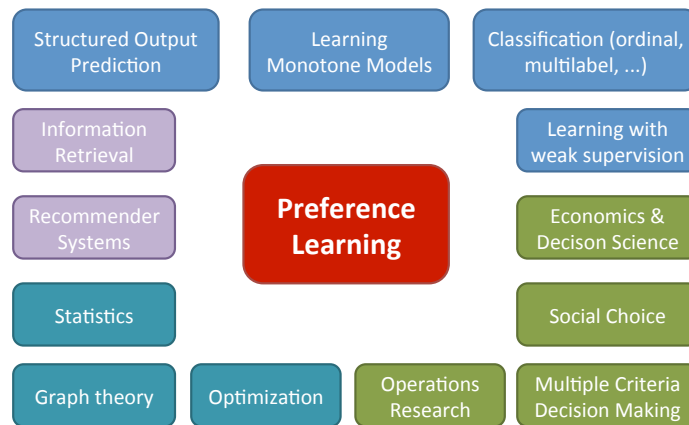 Structured Output
Prediction
Learning
Monotone Models
Classification (ordinal,
multilabel, ...)
Information
Retrieval
Learning with
weak supervision
Preference
Learning
Recommender
Systems
Economics &
Decison Science
Statistics
Social Choice
Graph theory
Optimization
Operations
Research
Multiple Criteria
Decision Making